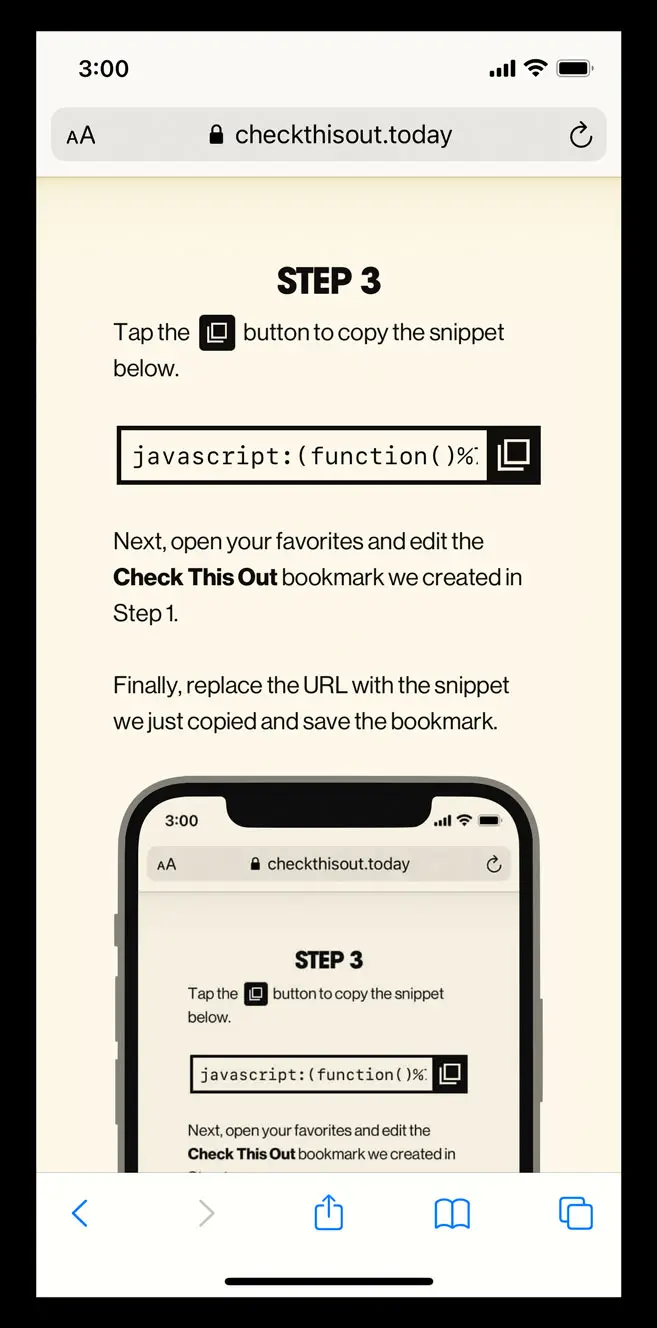 3:00
AA checkthisout.today
STEP 3
Tap the button to copy the snippet
below.
javascript:(function()%
Next, open your favorites and edit the
Check This Out bookmark we created in
Step 1.
Finally, replace the URL with the snippet
we just copied and save the bookmark.
3:00
AA checkthisout.today
STEP 3
Tap the button to copy the snippet
below.
javascript:(function()%
Next, open your favorites and edit the
Check This Out bookmark we created in